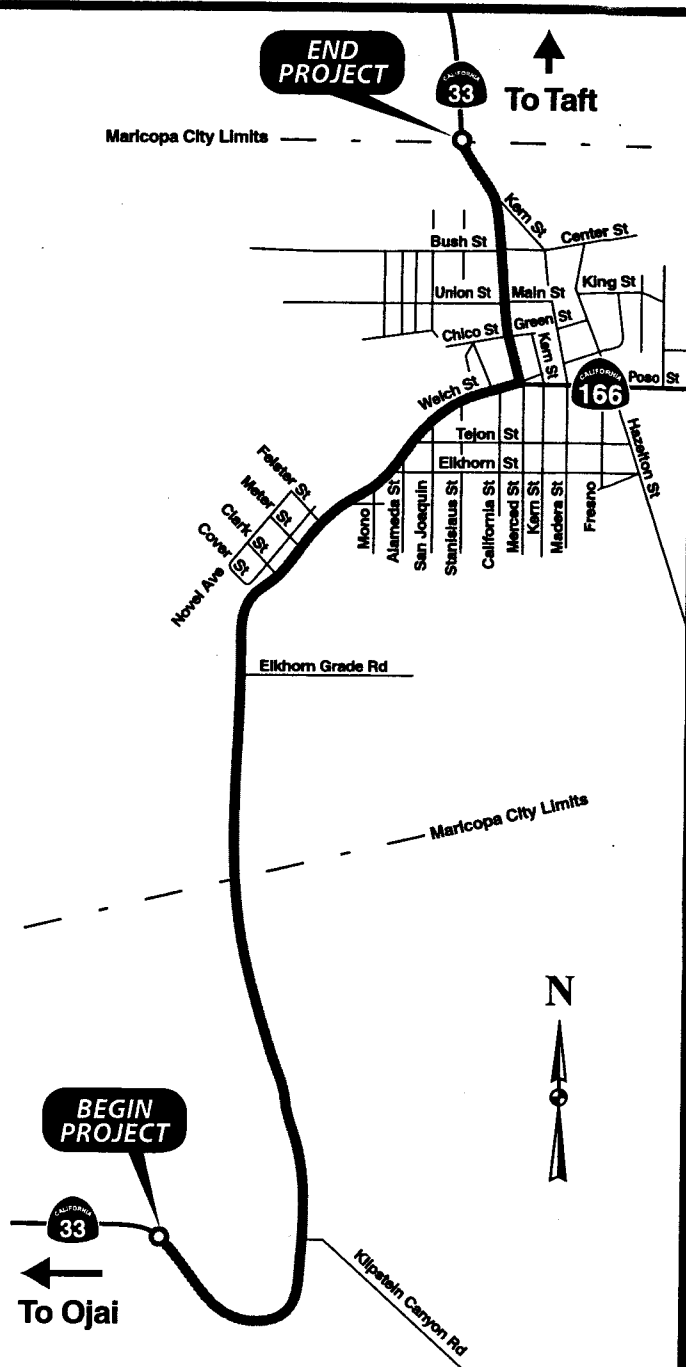 END
PROJECT
CALIFORNIA
33
To Taft
Maricopa City Limits
Kern St
Center St
Bush St
King St
Union St
Main St
Green St
Chico St
Kern St
CALIFORNIA
166
Poso St
Welch St
Hazelton St
Tejon St
Elkhorn St
Felster St
Meter St
Clark St
Cover St
Novel Ave
Mono
Alameda St
San Joaquin
Stanislaus St
California St
Merced St
Kern St
Madera St
Fresno
Elkhorn Grade Rd
Maricopa City Limits
N
BEGIN
PROJECT
CALIFORNIA
33
To Ojai
Klipstein Canyon Rd